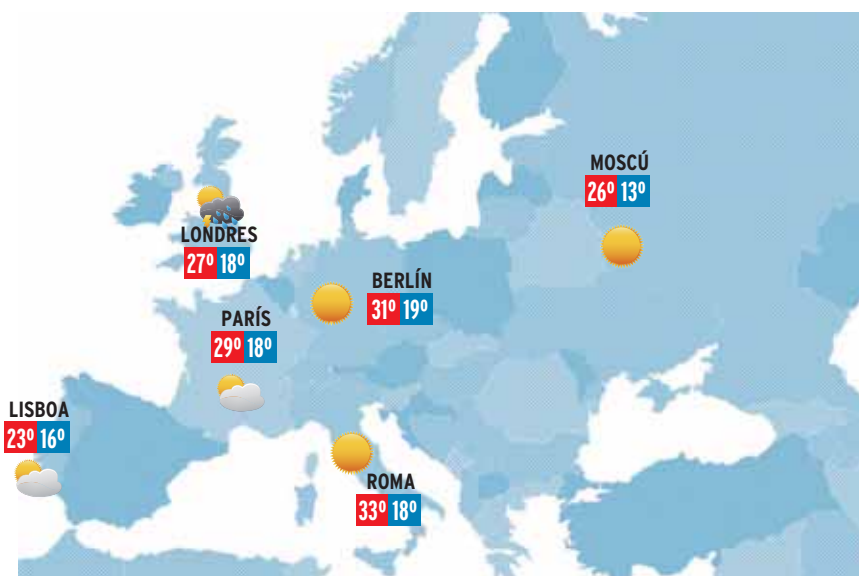 MOSCÚ
26º 13º
LONDRES
27º 18º
BERLÍN
31º 19º
PARÍS
29º 18º
LISBOA
23º 16º
ROMA
33º 18º